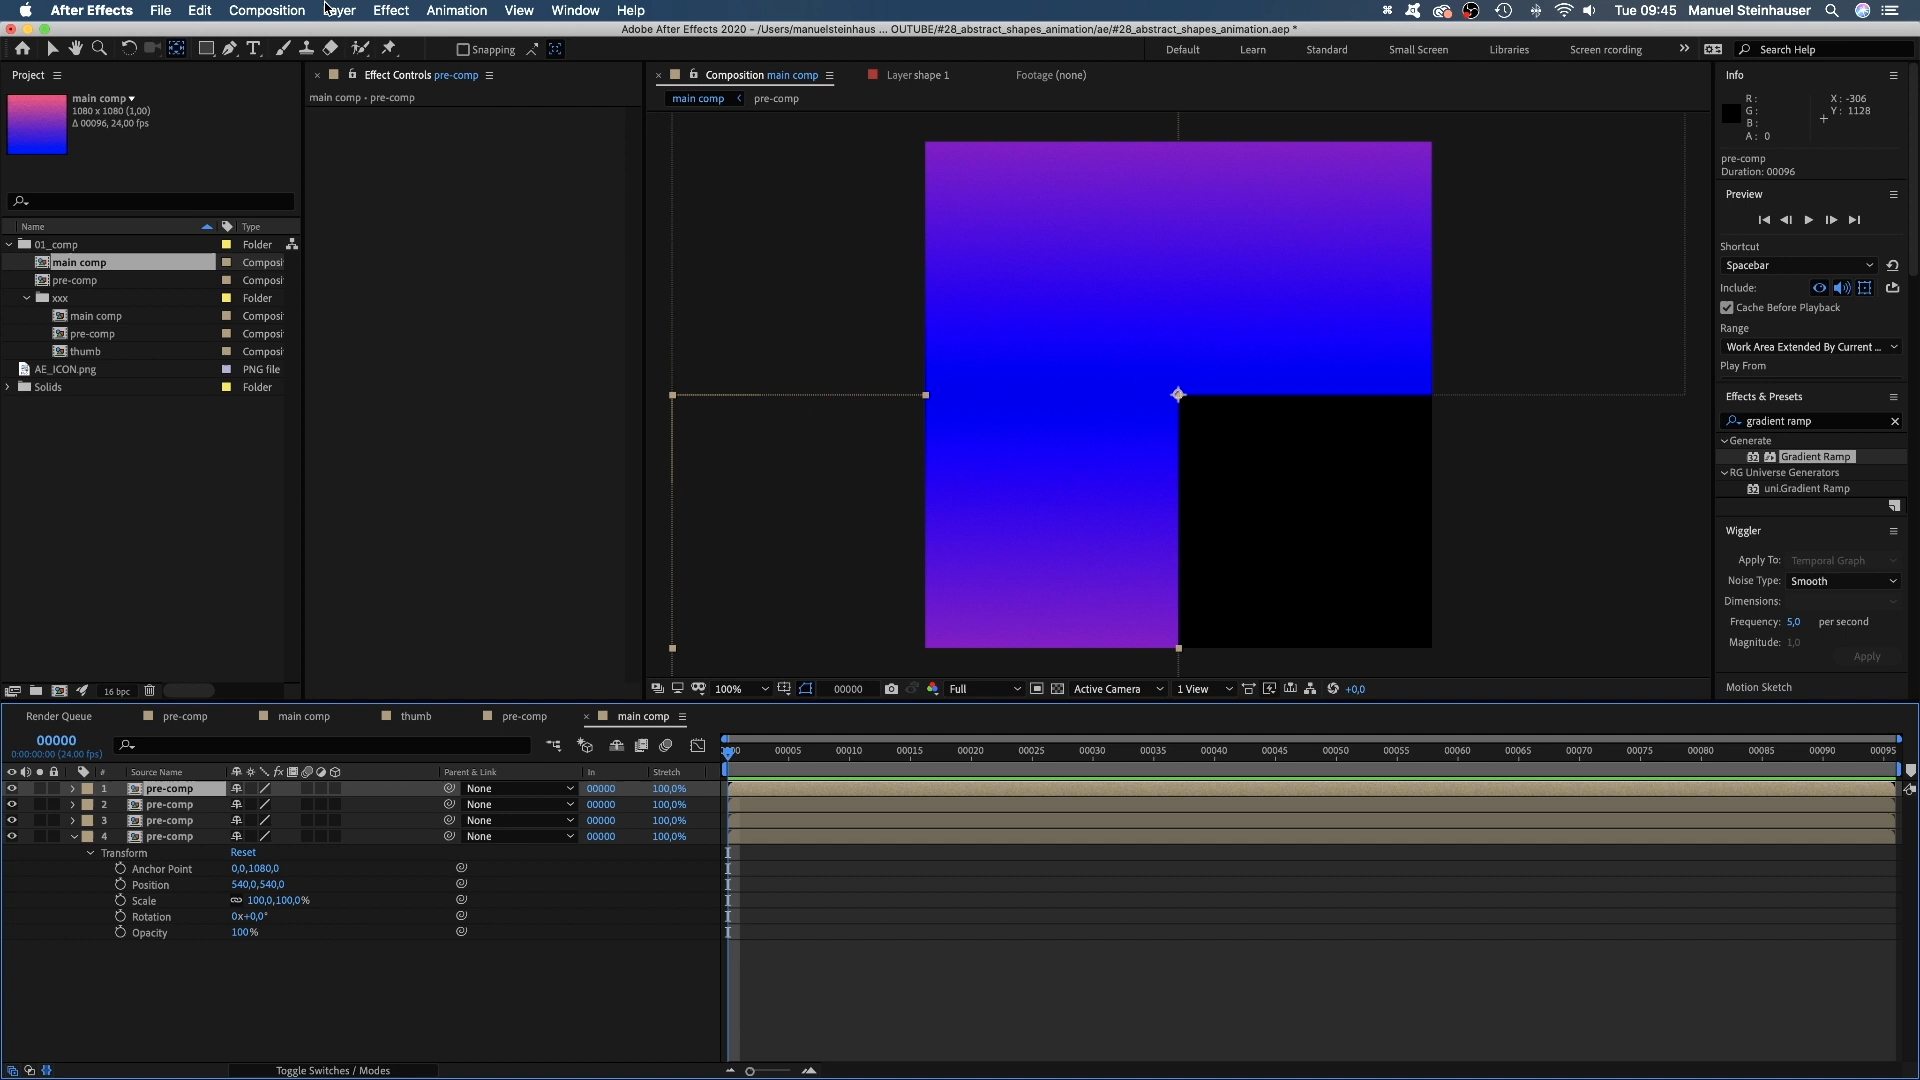 After Effects File Edit Composition Layer Effect Animation View Window Help Tue 09:45 Manuel Steinhauser
Adobe After Effects 2020 - /Users/manuelsteinhaus ... OUTUBE/#28_abstract_shapes_animation/ae/#28_abstract_shapes_animation.aep *
Snapping Default Learn Standard Small Screen Libraries Screen rcording Search Help
Project
main comp
1080 x 1080 (1,00)
Δ 00096, 24,00 fps
Name Type
01_comp Folder
main comp Composi
pre-comp Composi
xxx Folder
main comp Composi
pre-comp Composi
thumb Composi
AE_ICON.png PNG file
Solids Folder
16 bpc
Effect Controls pre-comp
main comp • pre-comp
Composition main comp Layer shape 1 Footage (none)
main comp pre-comp
100% 00000 Full Active Camera 1 View +0,0
Info
R: X: -306
G: Y: 1128
B:
A: 0
pre-comp
Duration: 00096
Preview
Shortcut
Spacebar
Include:
Cache Before Playback
Range
Work Area Extended By Current ...
Play From
Effects & Presets
gradient ramp
Generate
32 Gradient Ramp
RG Universe Generators
32 uni.Gradient Ramp
Wiggler
Apply To: Temporal Graph
Noise Type: Smooth
Dimensions:
Frequency: 5,0 per second
Magnitude: 1,0
Apply
Motion Sketch
Render Queue pre-comp main comp thumb pre-comp main comp
00000
0:00:00:00 (24.00 fps)
# Source Name fx Parent & Link In Stretch
00005 00010 00015 00020 00025 00030 00035 00040 00045 00050 00055 00060 00065 00070 00075 00080 00085 00090 00095
1 pre-comp None 00000 100,0%
2 pre-comp None 00000 100,0%
3 pre-comp None 00000 100,0%
4 pre-comp None 00000 100,0%
Transform Reset
Anchor Point 0,0,1080,0
Position 540,0,540,0
Scale 100,0,100,0%
Rotation 0x+0,0°
Opacity 100%
Toggle Switches / Modes